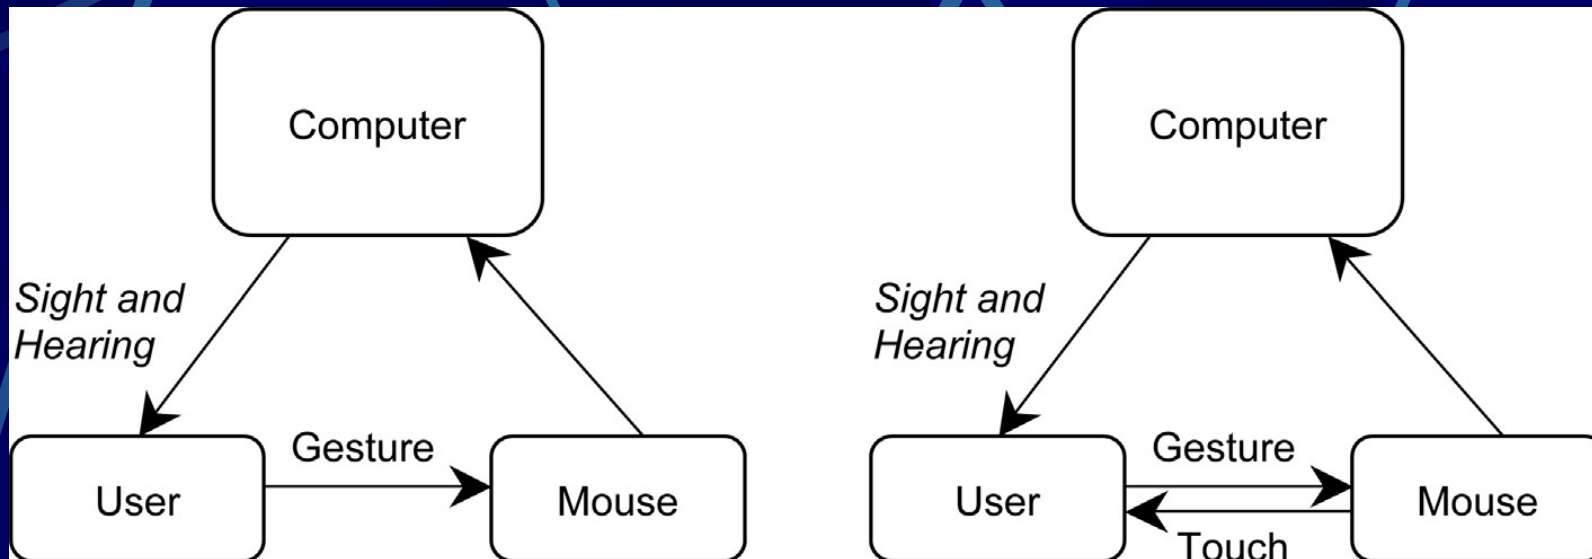 Computer
Sight and
Hearing
User
Gesture
Mouse
Computer
Sight and
Hearing
User
Gesture
Touch
Mouse